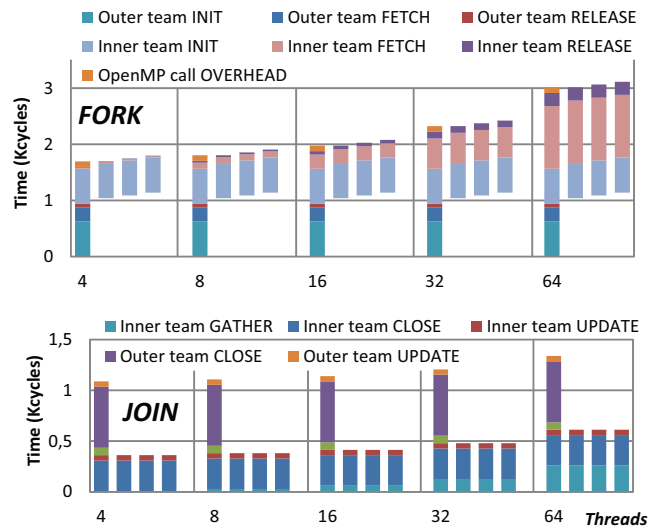 Outer team INIT Outer team FETCH Outer team RELEASE
Inner team INIT Inner team FETCH Inner team RELEASE
OpenMP call OVERHEAD
FORK
Time (Kcycles)
3
2
1
0
4 8 16 32 64
Inner team GATHER Inner team CLOSE Inner team UPDATE
Outer team CLOSE Outer team UPDATE
JOIN
Time (Kcycles)
1,5
1
0,5
0
4 8 16 32 64 Threads